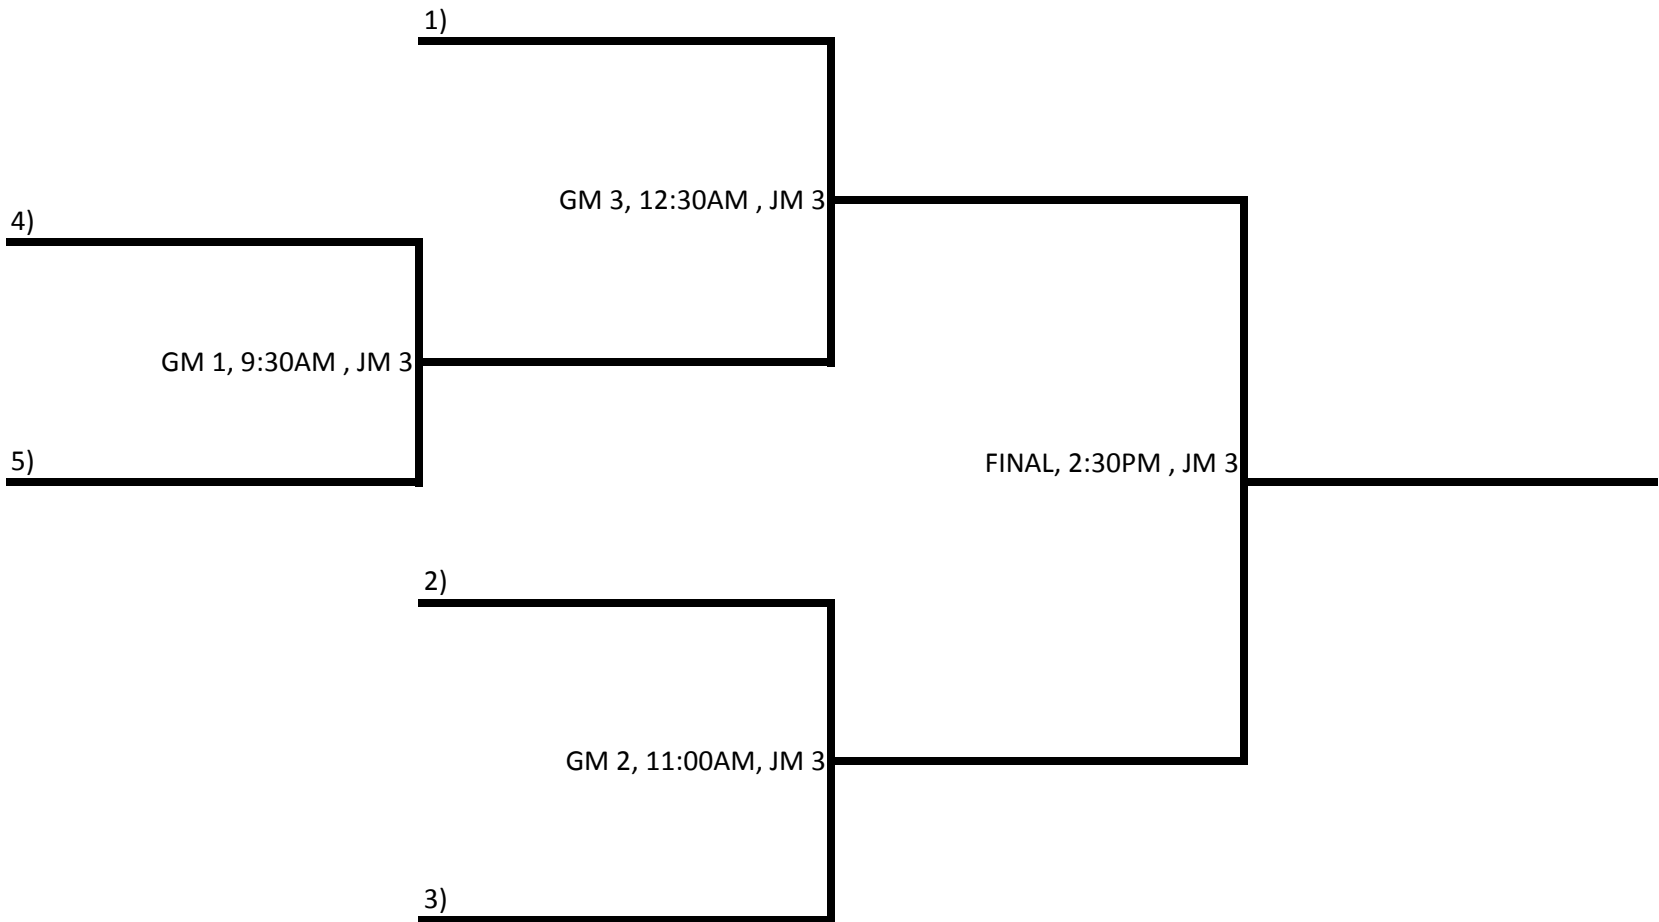 1)
GM 3, 12:30AM , JM 3
4)
GM 1, 9:30AM , JM 3
5)
FINAL, 2:30PM , JM 3
2)
GM 2, 11:00AM, JM 3
3)